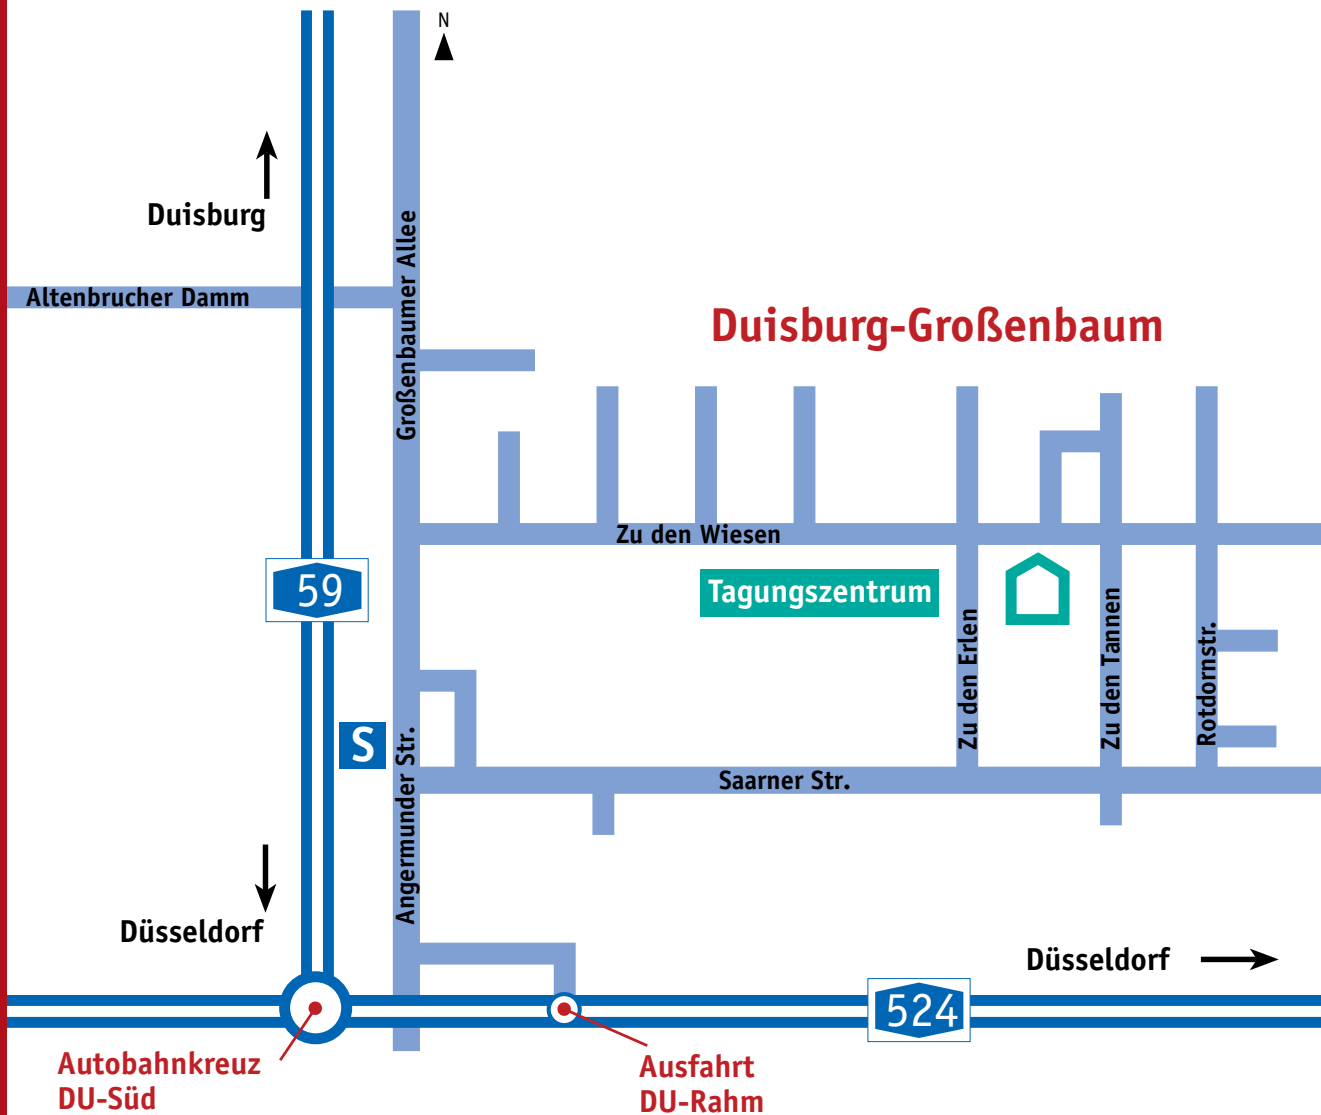 N
Duisburg
Großenbaumer Allee
Altenbrucher Damm
Duisburg-Großenbaum
Zu den Wiesen
59
Tagungszentrum
Zu den Erlen
Zu den Tannen
Rotdornstr.
S
Angermunder Str.
Saarner Str.
Düsseldorf
Düsseldorf
524
Autobahnkreuz
DU-Süd
Ausfahrt
DU-Rahm